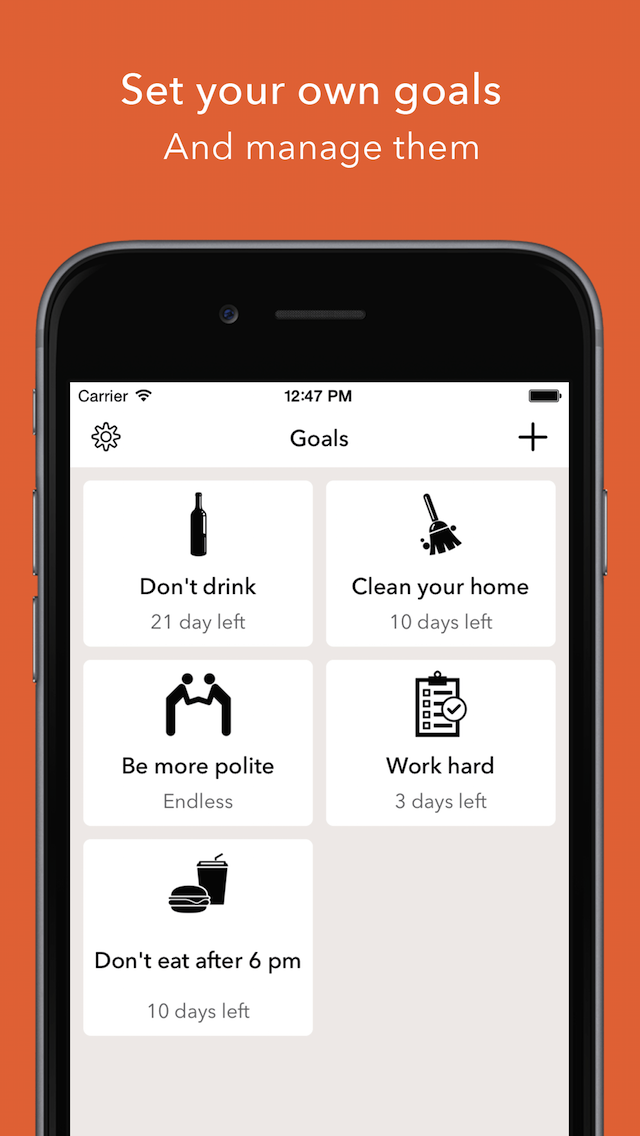 Set your own goals
And manage them
Carrier 12:47 PM
Goals
Don't drink
21 day left
Clean your home
10 days left
Be more polite
Endless
Work hard
3 days left
Don't eat after 6 pm
10 days left